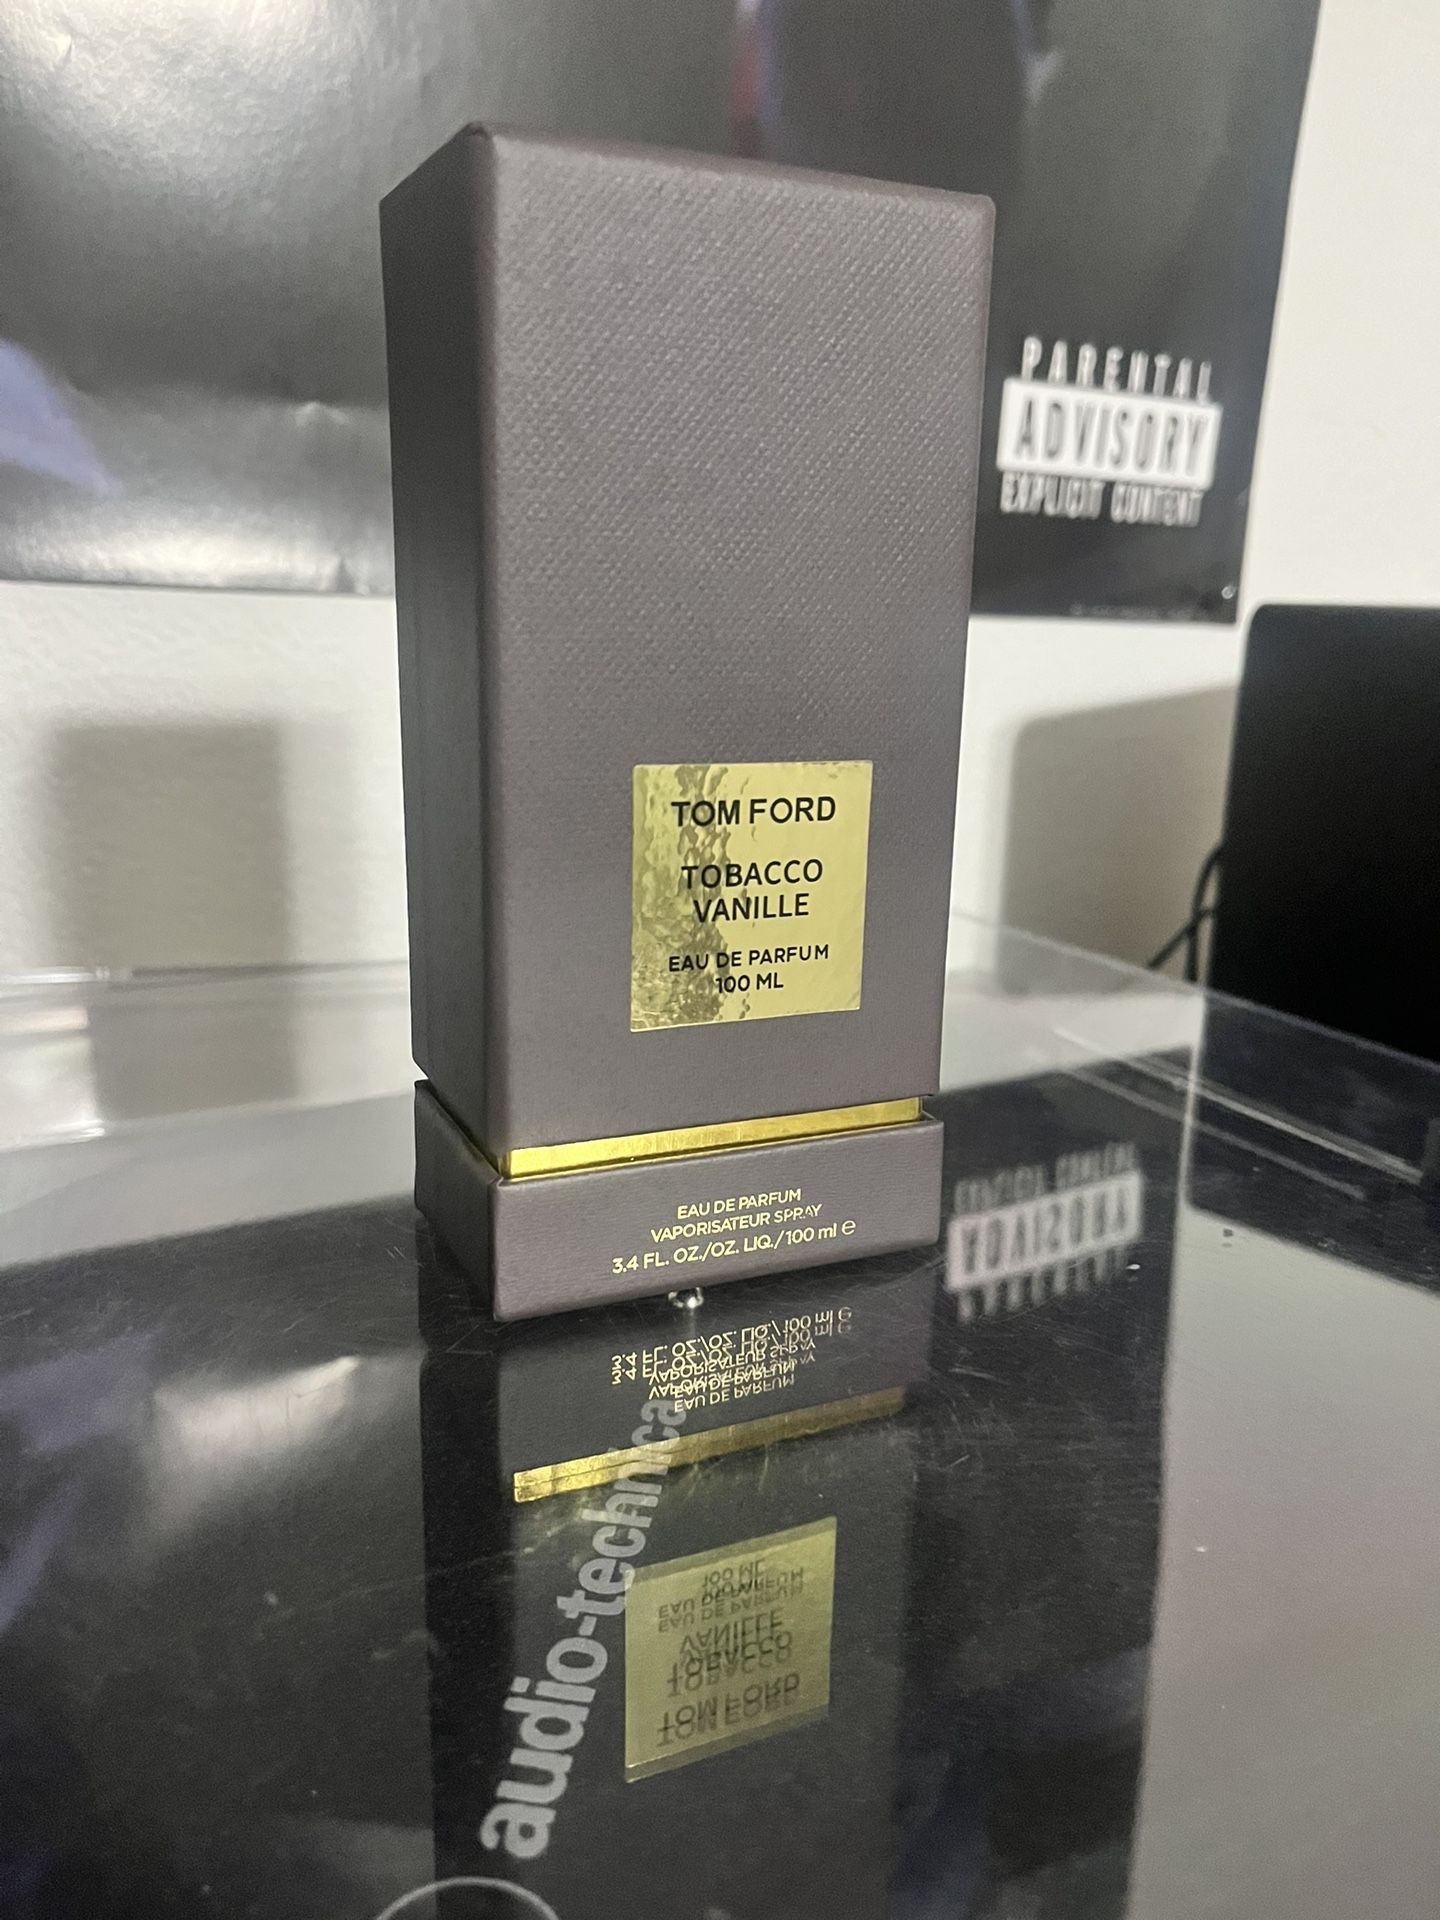 PARENTAL
ADVISORY
EXPLICIT CONTENT
TOM FORD
TOBACCO
VANILLE
EAU DE PARFUM
100 ML
EAU DE PARFUM
VAPORISATEUR SPRAY
3.4 FL. OZ./OZ. LIQ./100 ml ℮
audio-technica